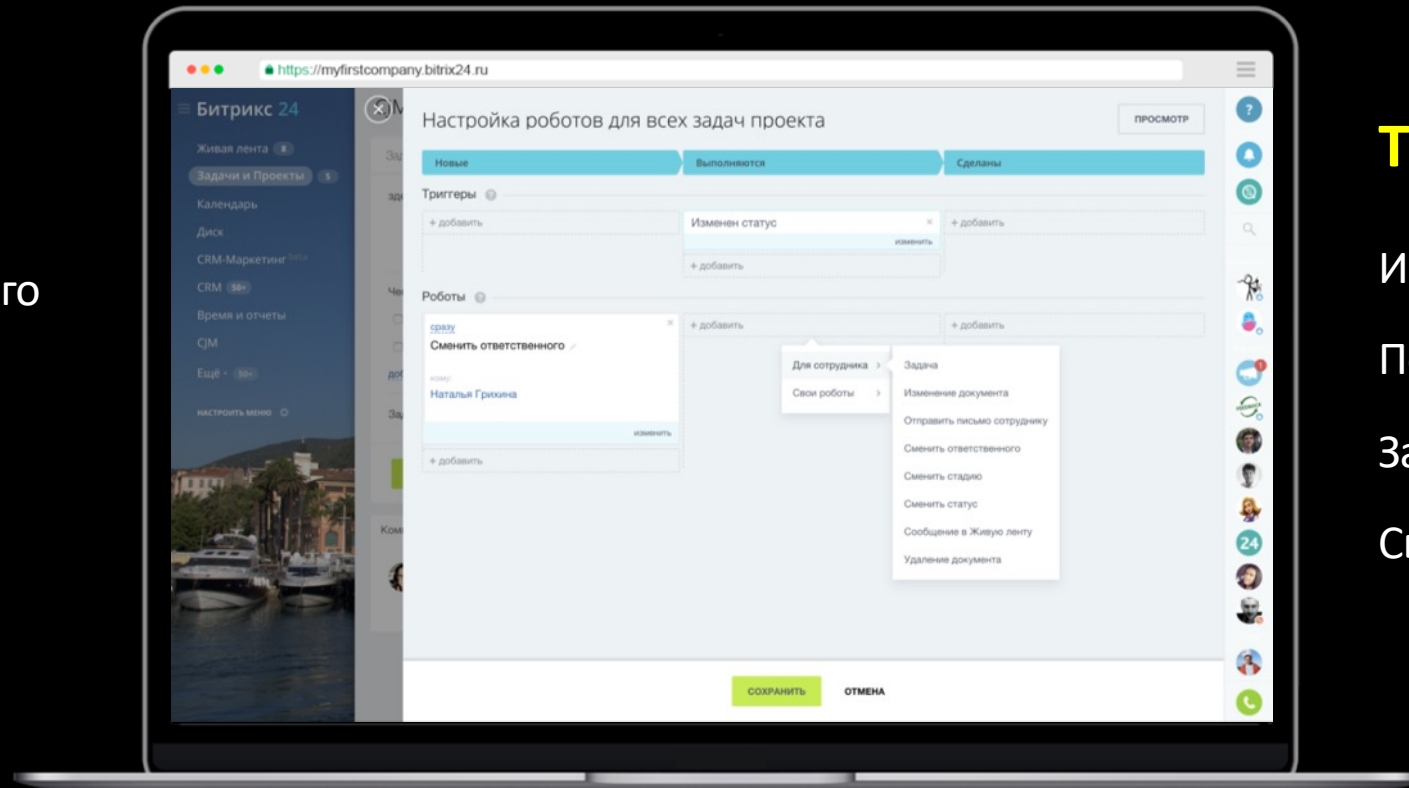 https://myfirstcompany.bitrix24.ru
Битрикс 24
Живая лента 8
Задачи и Проекты 5
Календарь
Диск
CRM-Маркетинг beta
CRM 50+
Время и отчеты
CJM
Ещё 50+
НАСТРОИТЬ МЕНЮ
Настройка роботов для всех задач проекта
ПРОСМОТР
Новые
Выполняются
Сделаны
Триггеры ?
+ добавить
Изменен статус
изменить
+ добавить
+ добавить
Роботы ?
сразу
Сменить ответственного
кому:
Наталья Грихина
изменить
+ добавить
+ добавить
+ добавить
Для сотрудника >
Свои роботы >
Задача
Изменение документа
Отправить письмо сотруднику
Сменить ответственного
Сменить стадию
Сменить статус
Сообщение в Живую ленту
Удаление документа
СОХРАНИТЬ
ОТМЕНА
?
1
24
го
Т
И
П
За